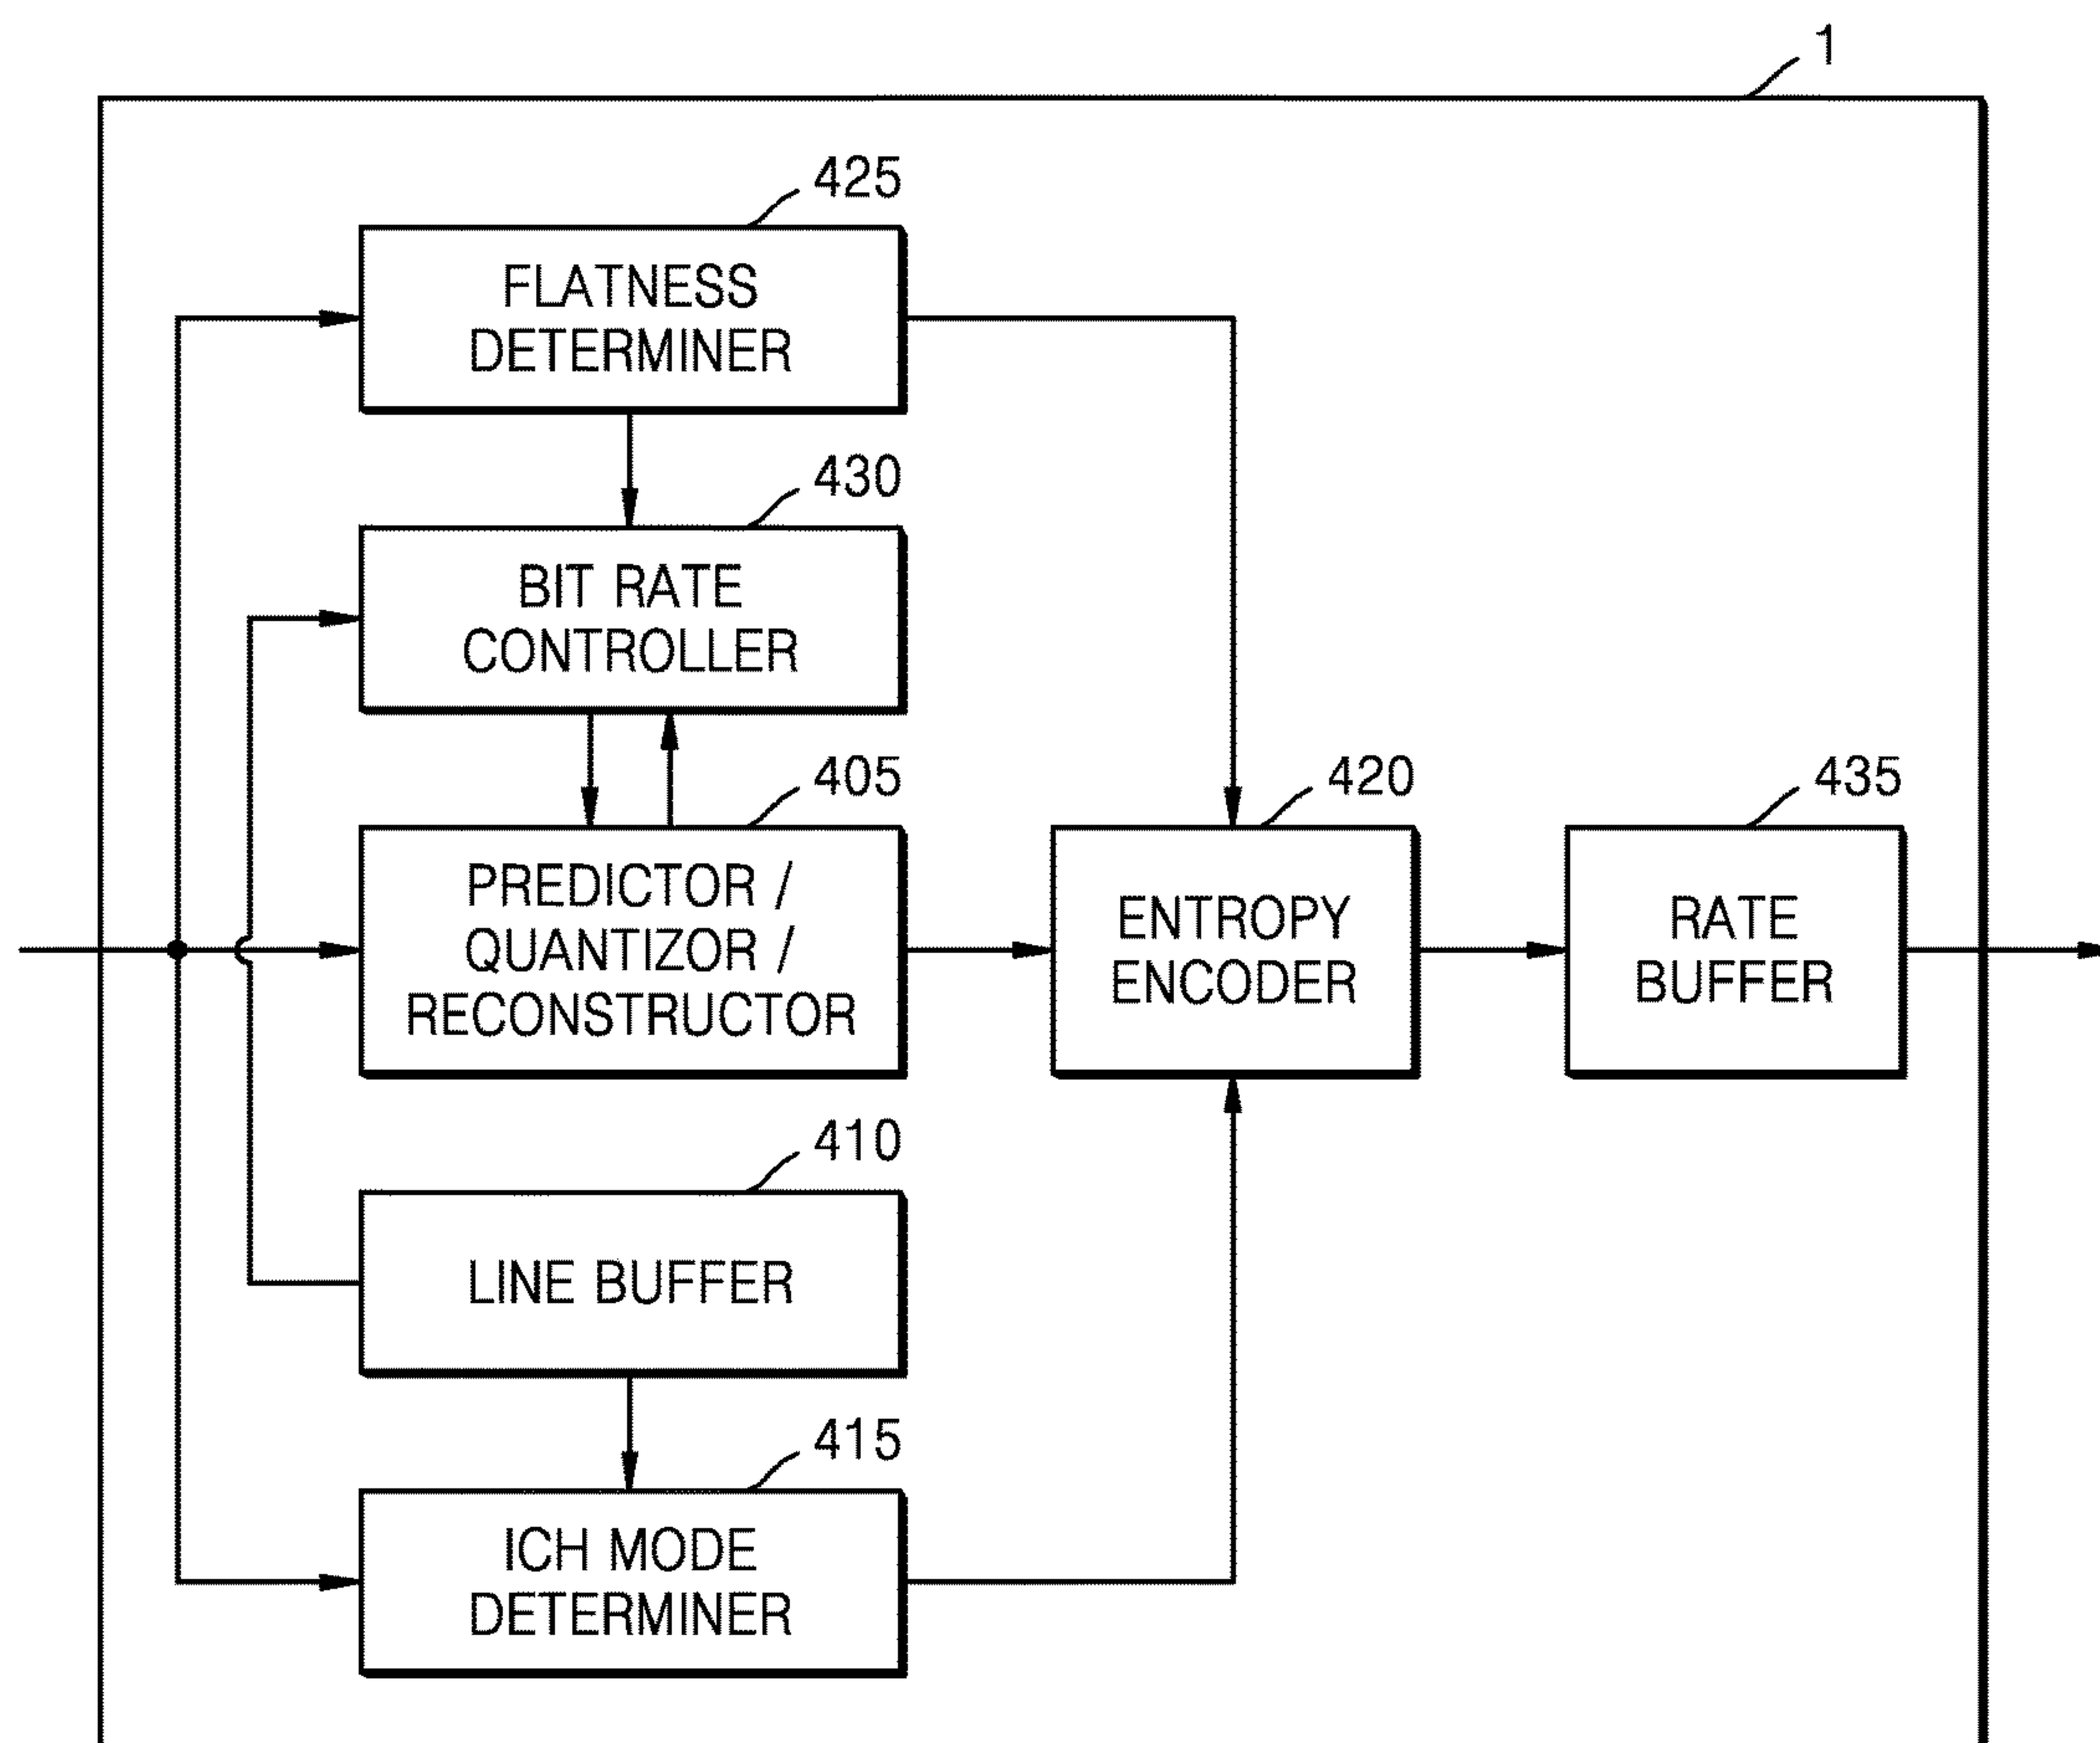 1
425
FLATNESS
DETERMINER
430
BIT RATE
CONTROLLER
405
PREDICTOR /
QUANTIZOR /
RECONSTRUCTOR
420
ENTROPY
ENCODER
435
RATE
BUFFER
410
LINE BUFFER
415
ICH MODE
DETERMINER